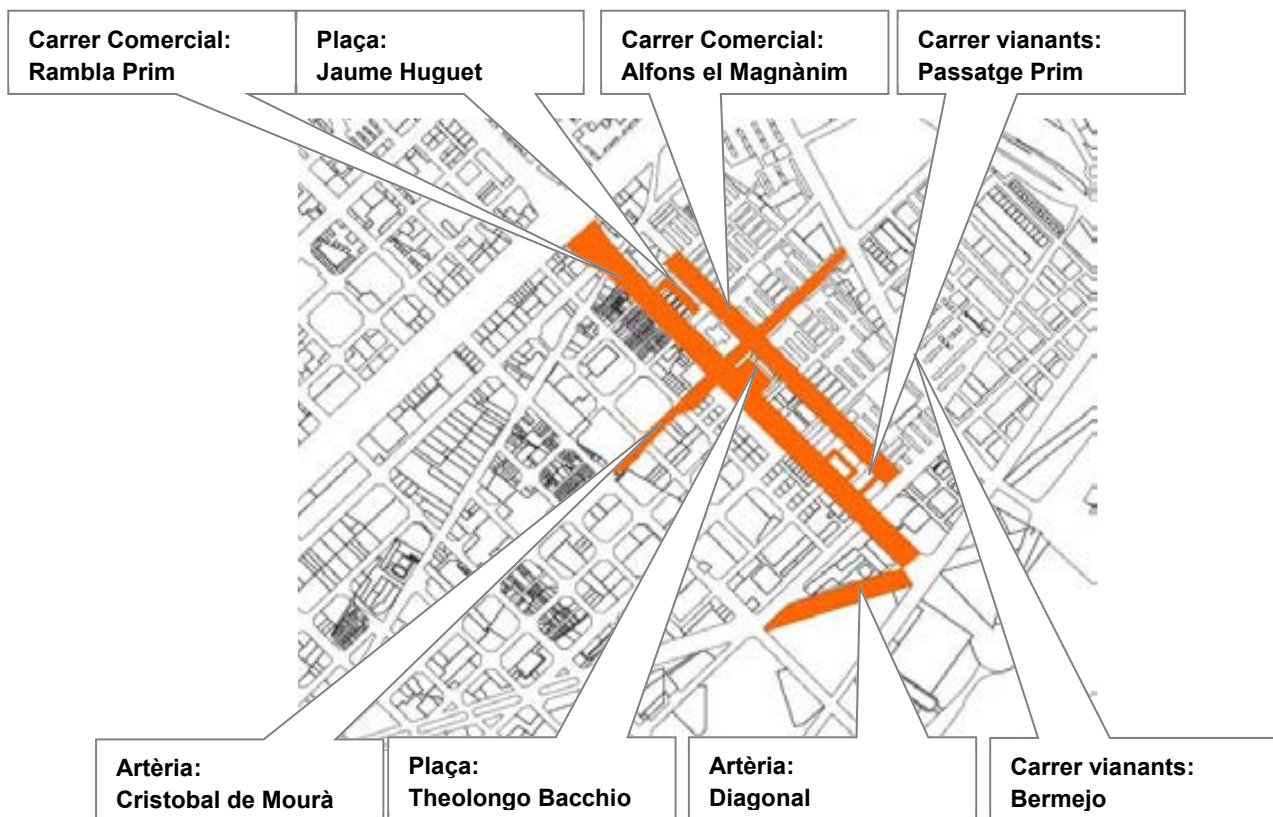 Carrer Comercial:
Rambla Prim
Plaça:
Jaume Huguet
Carrer Comercial:
Alfons el Magnànim
Carrer vianants:
Passatge Prim
Artèria:
Cristobal de Mourà
Plaça:
Theolongo Bacchio
Artèria:
Diagonal
Carrer vianants:
Bermejo